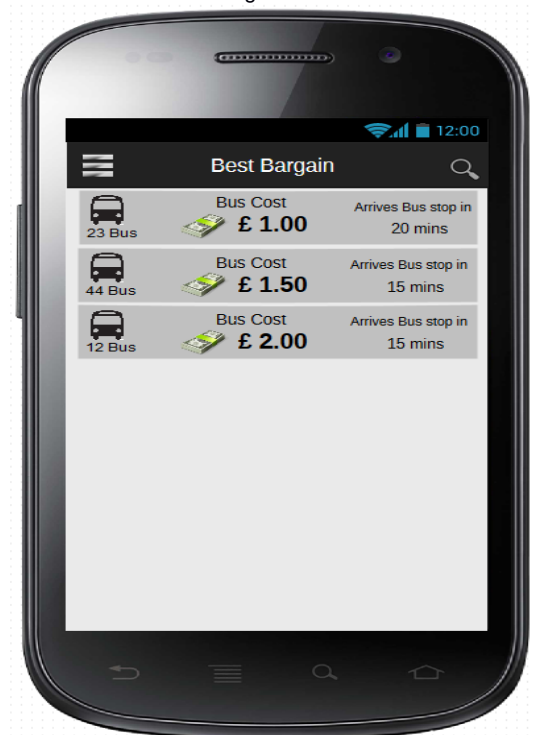 12:00
Best Bargain
Bus Cost
£ 1.00
23 Bus
Arrives Bus stop in
20 mins
Bus Cost
£ 1.50
44 Bus
Arrives Bus stop in
15 mins
Bus Cost
£ 2.00
12 Bus
Arrives Bus stop in
15 mins